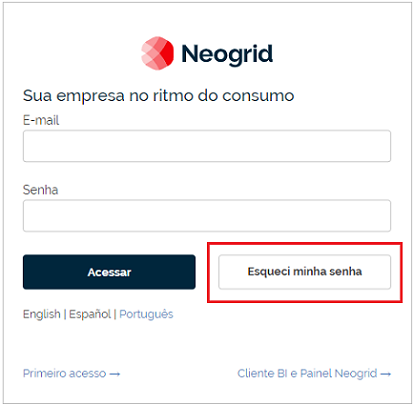 Neogrid
Sua empresa no ritmo do consumo
E-mail
Senha
Acessar
Esqueci minha senha
English | Español | Português
Primeiro acesso →
Cliente BI e Painel Neogrid →